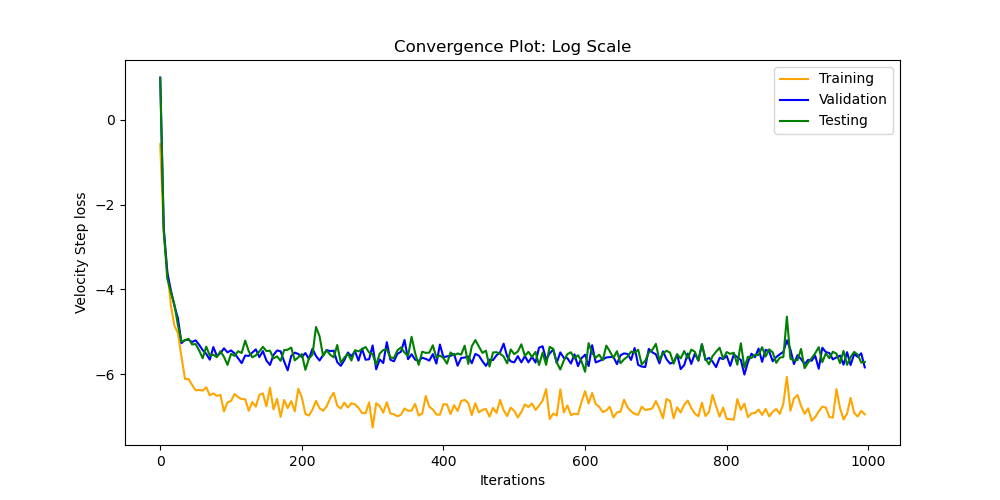 Convergence Plot: Log Scale
Training
Validation
Testing
0
−2
−4
−6
Velocity Step loss
0 200 400 600 800 1000
Iterations